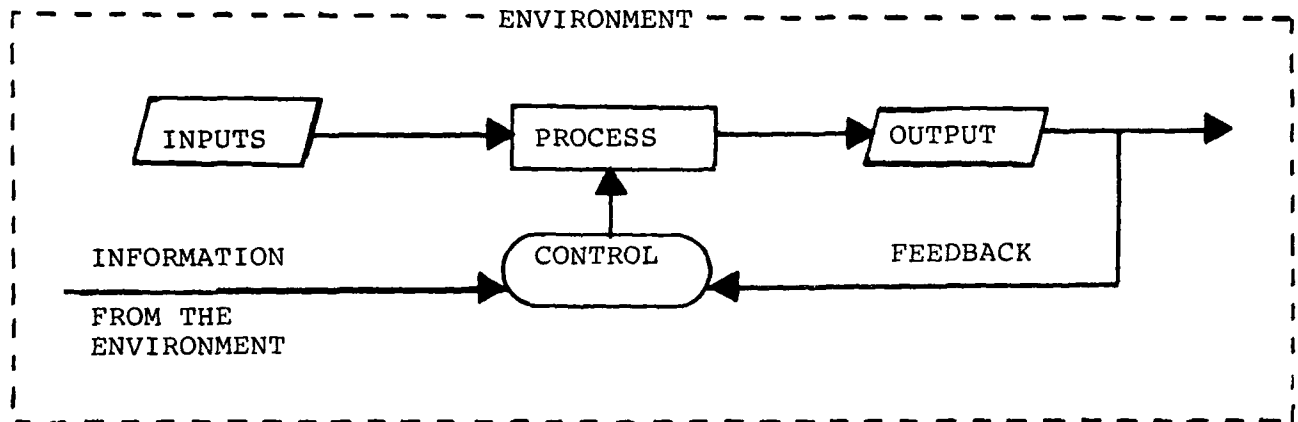 ENVIRONMENT
INPUTS
PROCESS
OUTPUT
CONTROL
FEEDBACK
INFORMATION
FROM THE
ENVIRONMENT